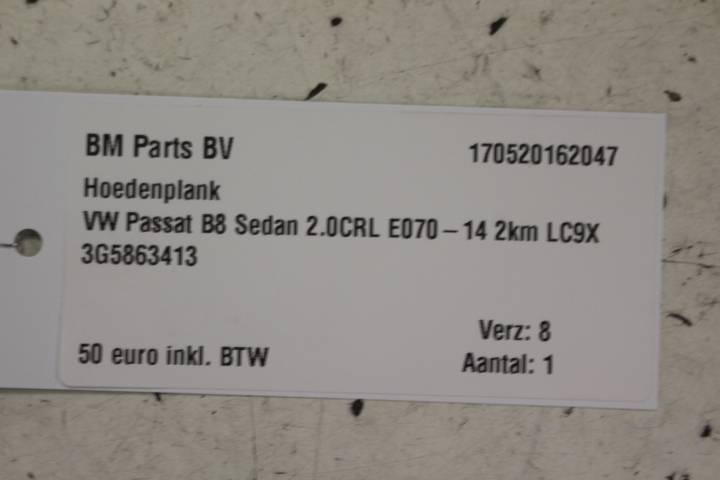 BM Parts BV 170520162047
Hoedenplank
VW Passat B8 Sedan 2.0CRL E070 – 14 2km LC9X
3G5863413
Verz: 8
50 euro inkl. BTW Aantal: 1